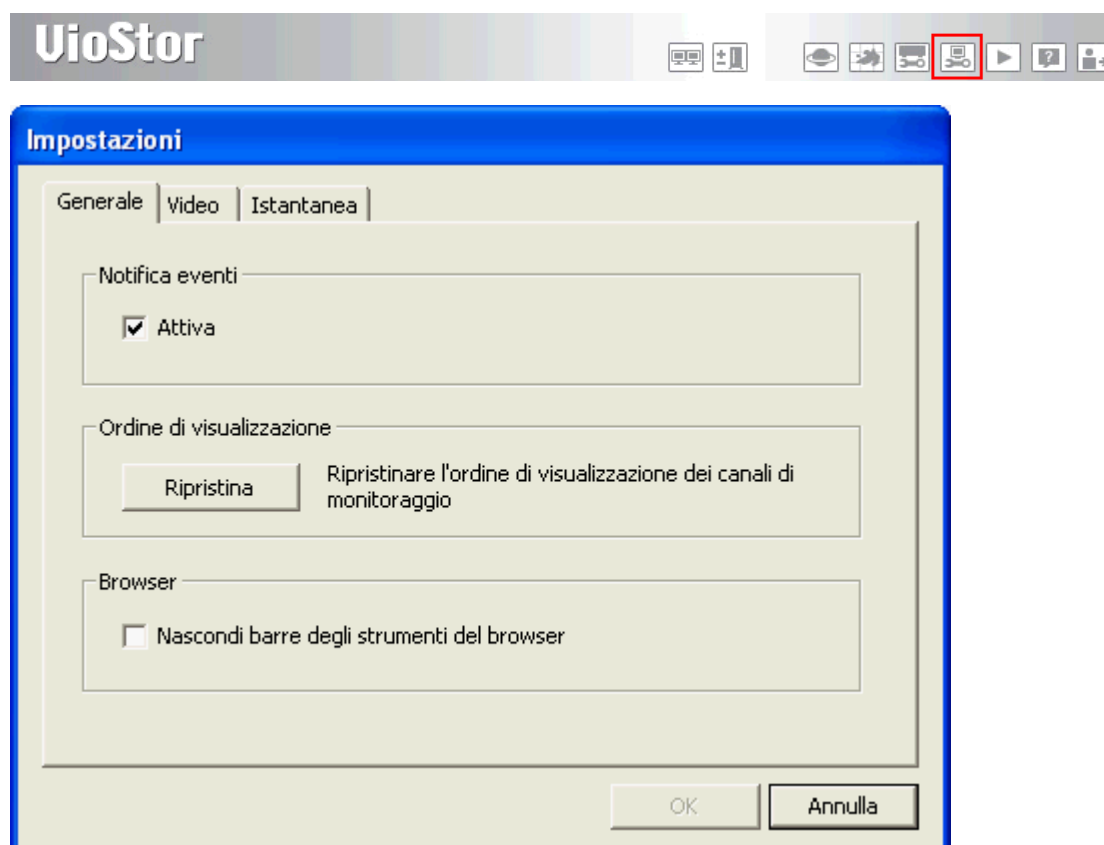 VioStor
Impostazioni
Generale Video Istantanea
Notifica eventi
Attiva
Ordine di visualizzazione
Ripristina
Ripristinare l'ordine di visualizzazione dei canali di
monitoraggio
Browser
Nascondi barre degli strumenti del browser
OK Annulla